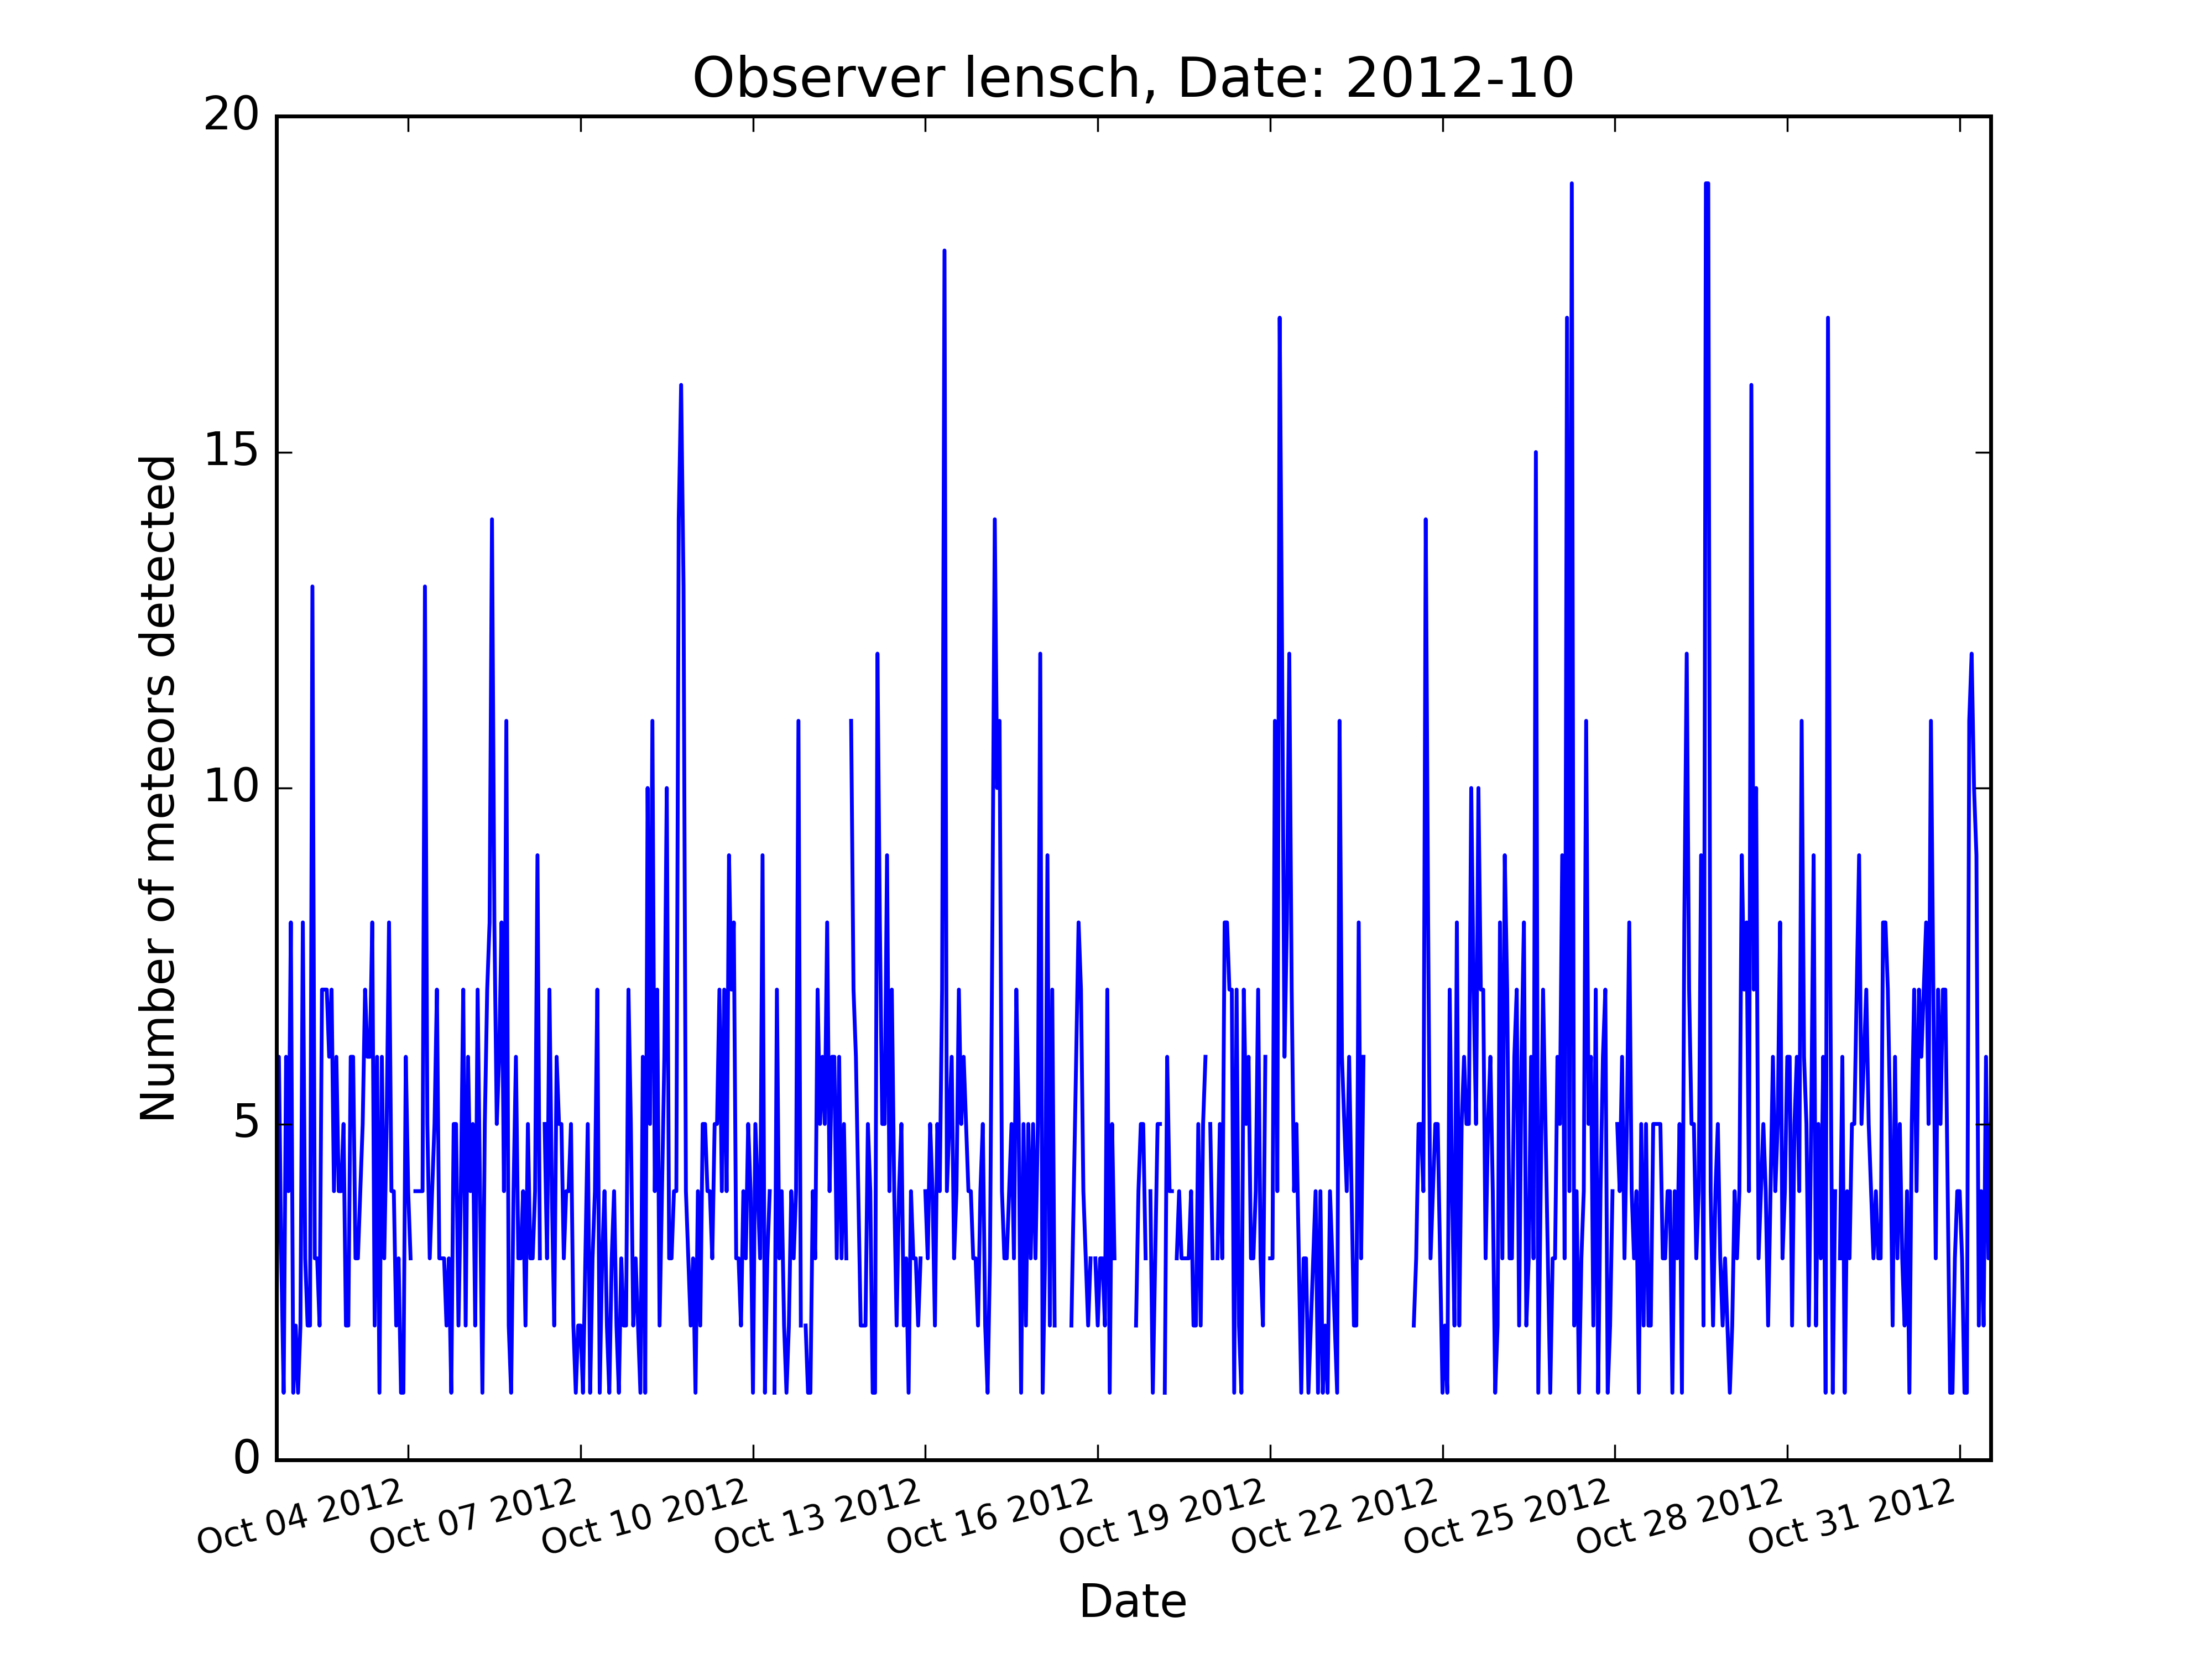 Observer lensch, Date: 2012-10
20
15
10
5
0
Number of meteors detected
Oct 04 2012
Oct 07 2012
Oct 10 2012
Oct 13 2012
Oct 16 2012
Oct 19 2012
Oct 22 2012
Oct 25 2012
Oct 28 2012
Oct 31 2012
Date